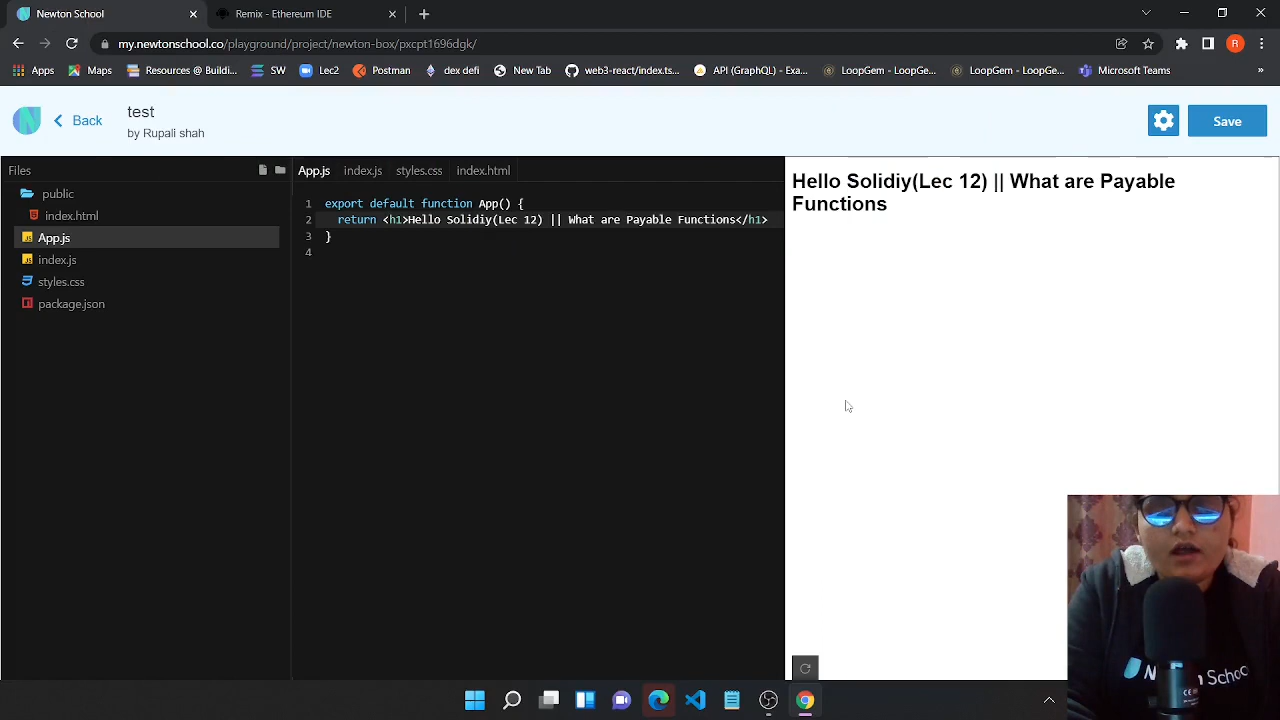 Newton School
Remix - Ethereum IDE
my.newtonschool.co/playground/project/newton-box/pxcpt1696dgk/
R
Apps
Maps
Resources @ Buildi...
SW
Lec2
Postman
dex defi
New Tab
web3-react/index.ts...
API (GraphQL) - Exa...
LoopGem - LoopGe...
LoopGem - LoopGe...
Microsoft Teams
»
Back
test
by Rupali shah
Save
Files
public
index.html
App.js
index.js
styles.css
package.json
App.js
index.js
styles.css
index.html
1 export default function App() {
2 return <h1>Hello Solidiy(Lec 12) || What are Payable Functions</h1>
3 }
4
Hello Solidiy(Lec 12) || What are Payable
Functions